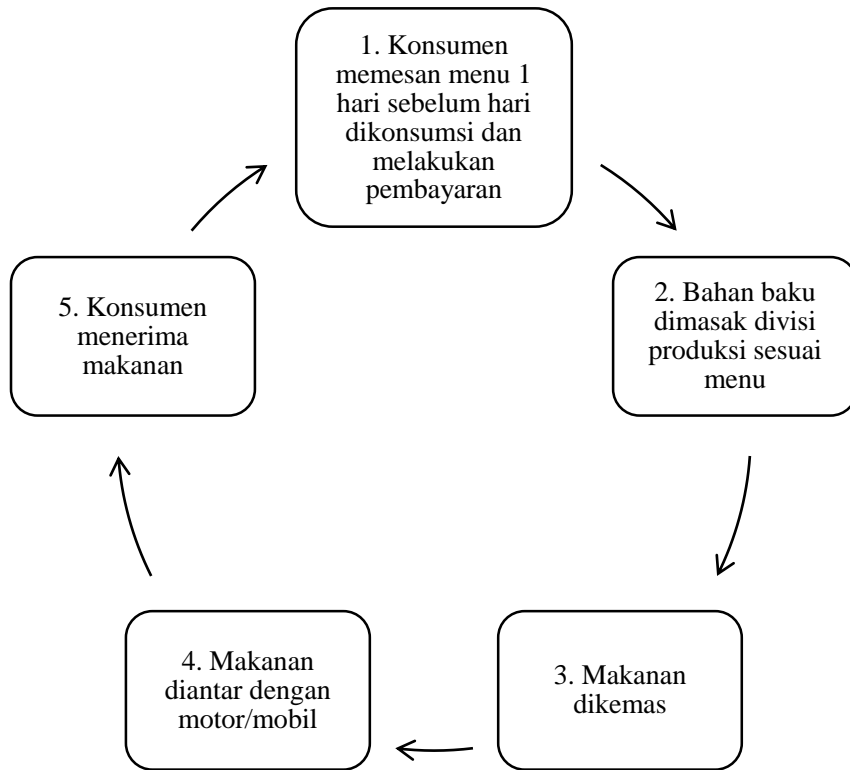 1. Konsumen
memesan menu 1
hari sebelum hari
dikonsumsi dan
melakukan
pembayaran
2. Bahan baku
dimasak divisi
produksi sesuai
menu
3. Makanan
dikemas
4. Makanan
diantar dengan
motor/mobil
5. Konsumen
menerima
makanan